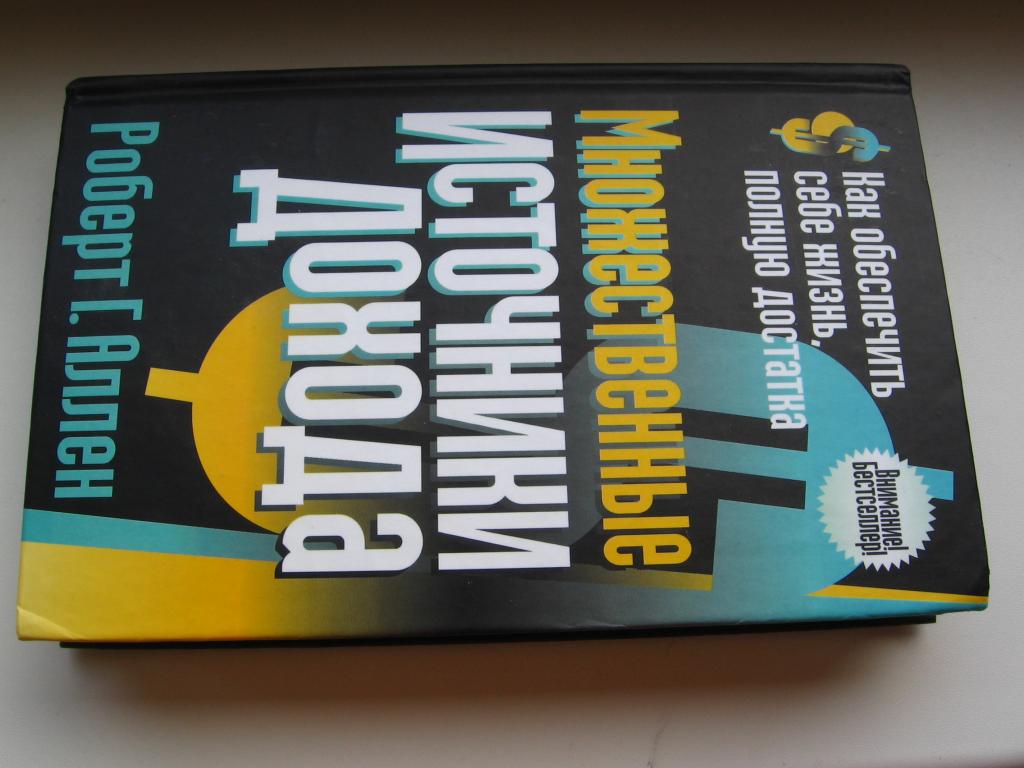 Как обеспечить
себе жизнь,
полную достатка
Внимание!
Бестселлер!
Множественные
Источники
Дохода
Роберт Г. Аллен